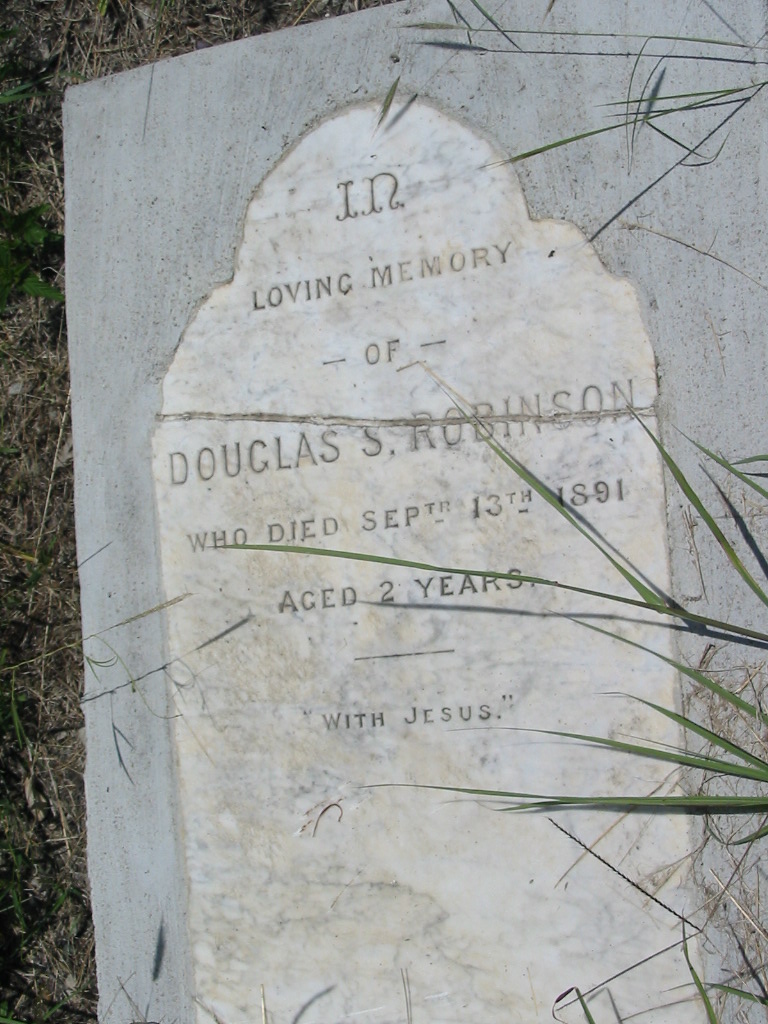 In
LOVING MEMORY
— OF —
DOUGLAS S. ROBINSON
WHO DIED SEPTR 13TH 1891
AGED 2 YEARS.
"WITH JESUS."